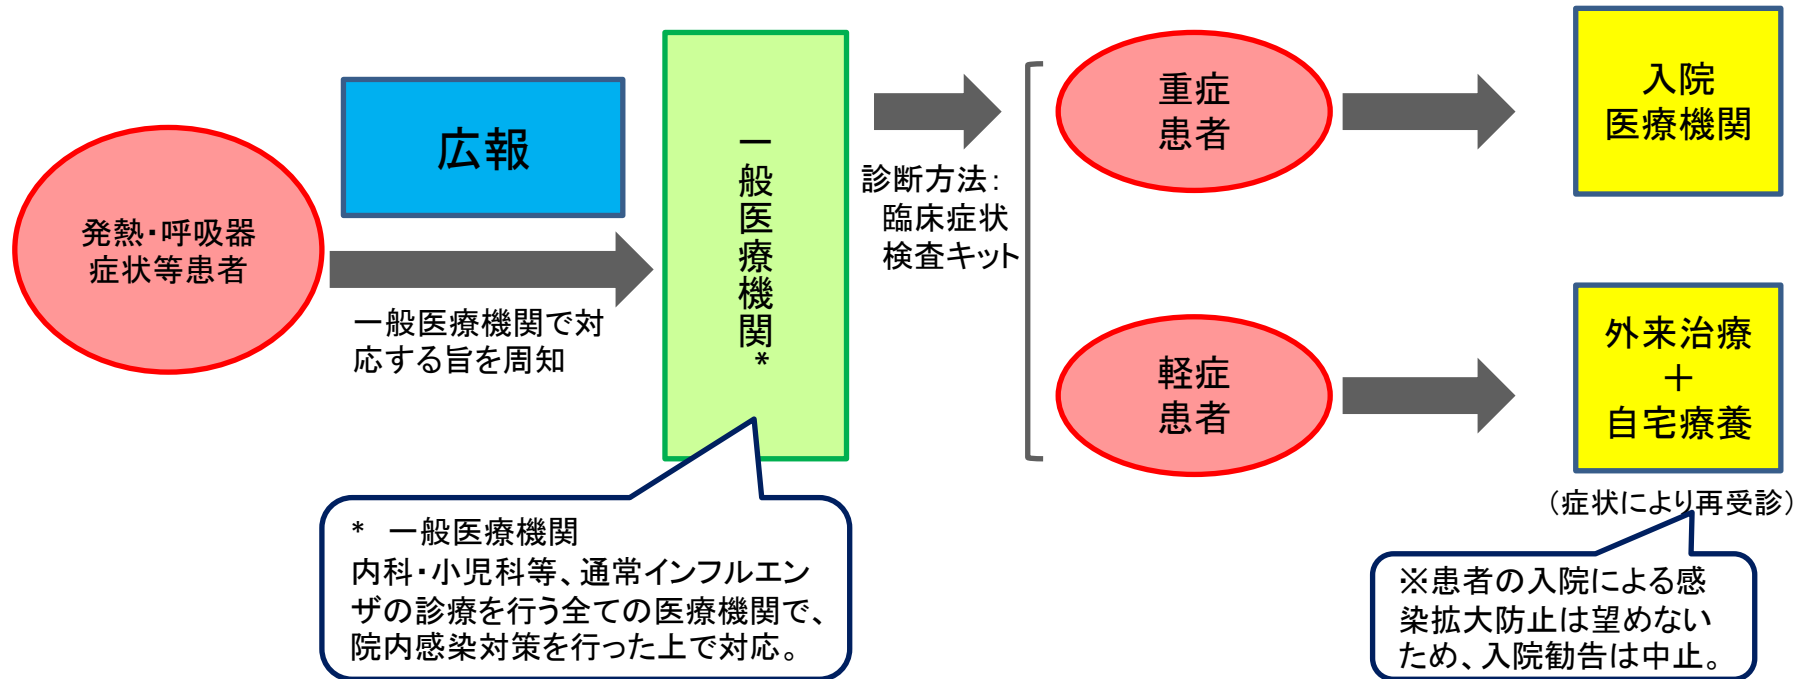 発熱・呼吸器
症状等患者
広報
一般医療機関で対
応する旨を周知
一般医療機関*
診断方法：
臨床症状
検査キット
重症
患者
入院
医療機関
軽症
患者
外来治療
＋
自宅療養
（症状により再受診）
* 一般医療機関
内科・小児科等、通常インフルエン
ザの診療を行う全ての医療機関で、
院内感染対策を行った上で対応。
※患者の入院による感
染拡大防止は望めない
ため、入院勧告は中止。